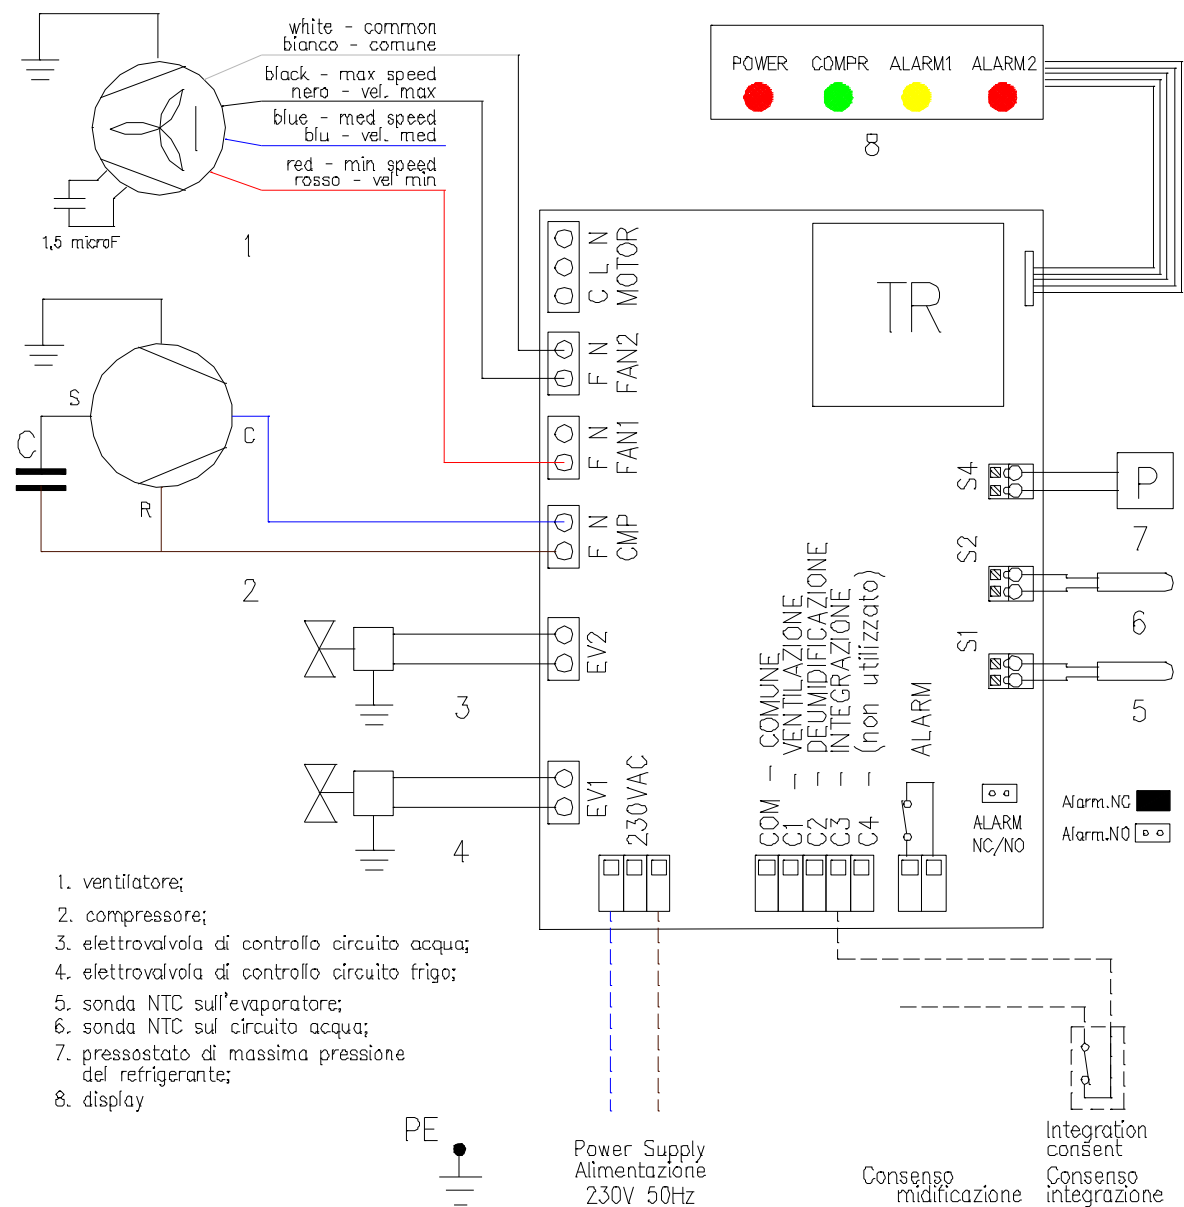 white - common
bianco - comune
black - max speed
nero - vel. max
blue - med speed
blu - vel. med
red - min speed
rosso - vel min
1,5 microF
1
POWER COMPR ALARM1 ALARM2
8
C L N
MOTOR
F N
FAN2
F N
FAN1
F N
CMP
TR
S
C
C
R
2
S4
P
7
S2
6
S1
5
EV2
3
EV1
4
230VAC
COM - COMUNE
C1 - VENTILAZIONE
C2 - DEUMIDIFICAZIONE
C3 - INTEGRAZIONE
C4 - (non utilizzato)
ALARM
ALARM
NC/NO
Alarm.NC
Alarm.NO
1. ventilatore;
2. compressore;
3. elettrovalvola di controllo circuito acqua;
4. elettrovalvola di controllo circuito frigo;
5. sonda NTC sull'evaporatore;
6. sonda NTC sul circuito acqua;
7. pressostato di massima pressione
del refrigerante;
8. display
PE
Power Supply
Alimentazione
230V 50Hz
Integration
consent
Consenso
midificazione
Consenso
integrazione